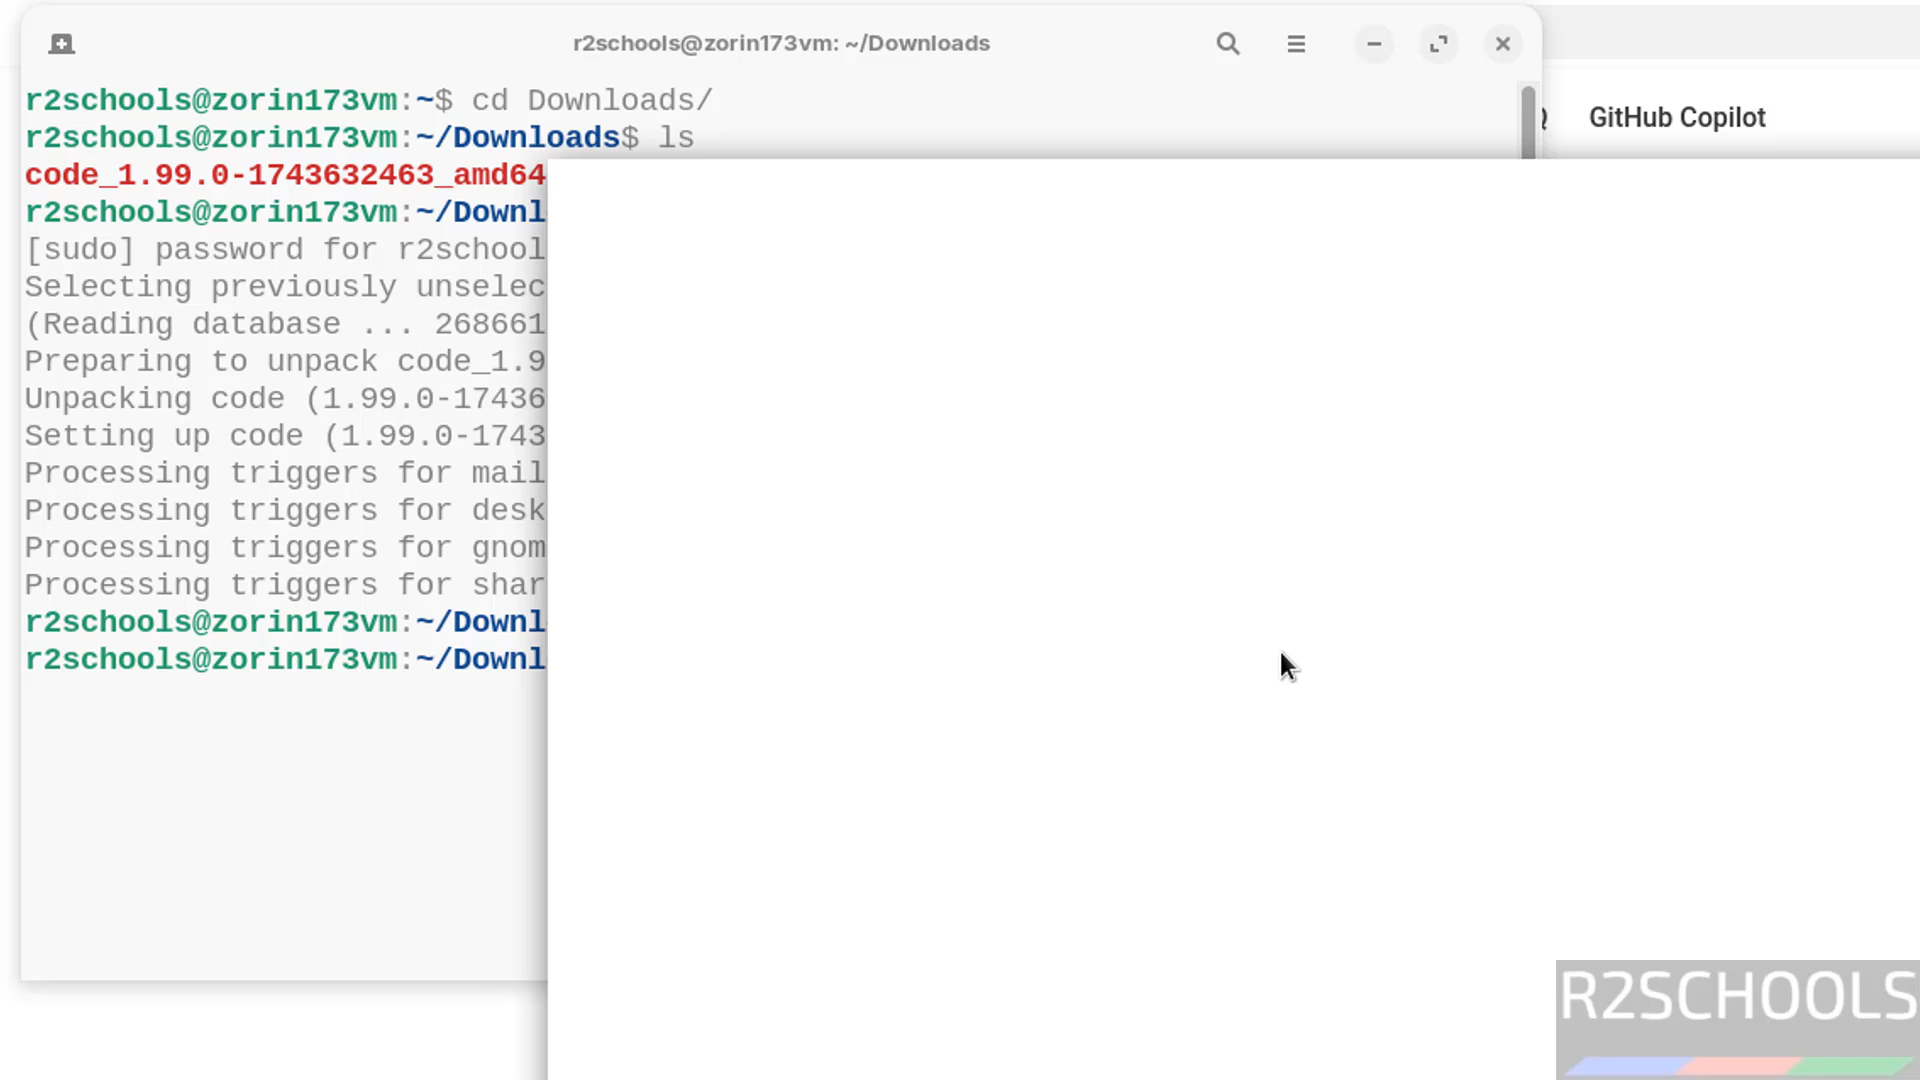 r2schools@zorin173vm: ~/Downloads
GitHub Copilot
r2schools@zorin173vm:~$ cd Downloads/
r2schools@zorin173vm:~/Downloads$ ls
code_1.99.0-1743632463_amd64
r2schools@zorin173vm:~/Downl
[sudo] password for r2school
Selecting previously unselec
(Reading database ... 268661
Preparing to unpack code_1.9
Unpacking code (1.99.0-17436
Setting up code (1.99.0-1743
Processing triggers for mail
Processing triggers for desk
Processing triggers for gnom
Processing triggers for shar
r2schools@zorin173vm:~/Downl
r2schools@zorin173vm:~/Downl
R2SCHOOLS